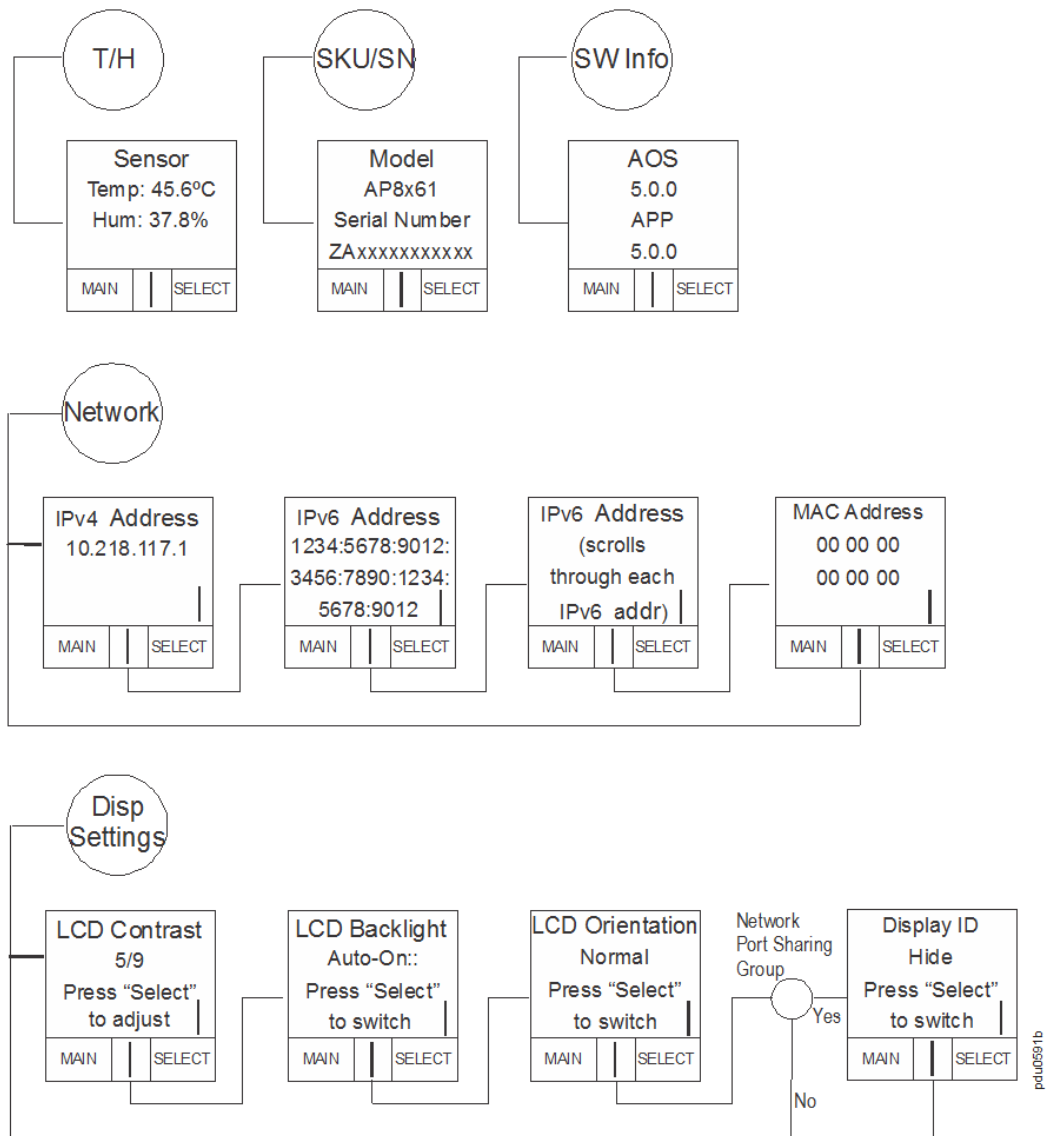 T/H
SKU/SN
SW Info
Sensor
Temp: 45.6ºC
Hum: 37.8%
MAIN
SELECT
Model
AP8x61
Serial Number
ZAxxxxxxxxxxx
MAIN
SELECT
AOS
5.0.0
APP
5.0.0
MAIN
SELECT
Network
IPv4 Address
10.218.117.1
MAIN
SELECT
IPv6 Address
1234:5678:9012:
3456:7890:1234:
5678:9012
MAIN
SELECT
IPv6 Address
(scrolls
through each
IPv6 addr)
MAIN
SELECT
MAC Address
00 00 00
00 00 00
MAIN
SELECT
Disp
Settings
LCD Contrast
5/9
Press “Select”
to adjust
MAIN
SELECT
LCD Backlight
Auto-On::
Press “Select”
to switch
MAIN
SELECT
LCD Orientation
Normal
Press “Select”
to switch
MAIN
SELECT
Network
Port Sharing
Group
Yes
No
Display ID
Hide
Press “Select”
to switch
MAIN
SELECT
pdu0591b